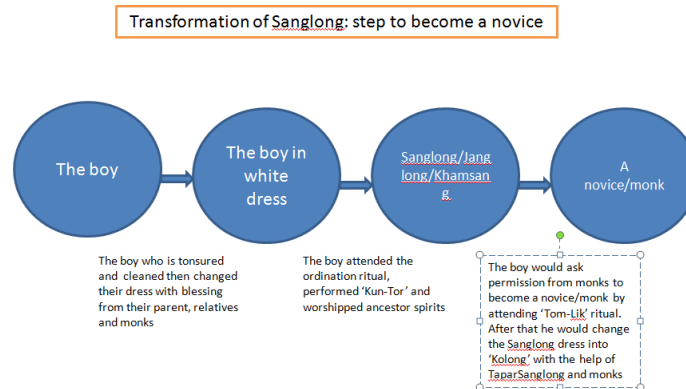 Transformation of Sanglong: step to become a novice
The boy
The boy in
white
dress
Sanglong/Jang
long/Khamsan
g
A
novice/monk
The boy who is tonsured
and cleaned then changed
their dress with blessing
from their parent, relatives
and monks
The boy attended the
ordination ritual,
performed 'Kun-Tor' and
worshipped ancestor spirits
The boy would ask
permission from monks to
become a novice/monk by
attending 'Tom-Lik' ritual.
After that he would change
the Sanglong dress into
'Kolong' with the help of
TaparSanglong and monks